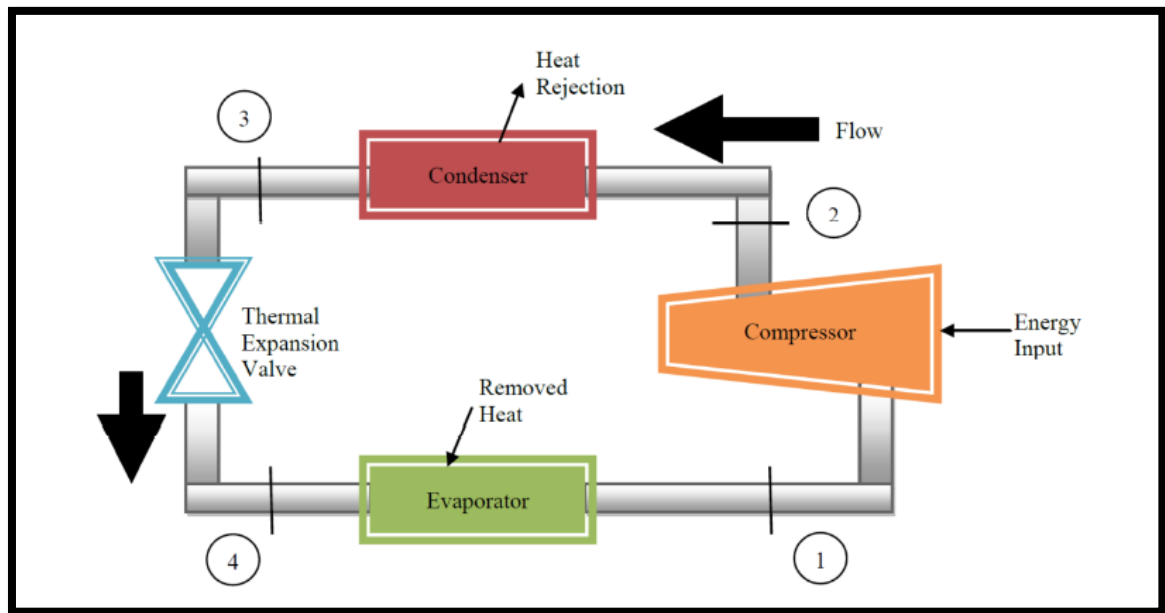 Heat
Rejection
3
Flow
Condenser
2
Thermal
Expansion
Valve
Compressor
Energy
Input
Removed
Heat
Evaporator
4
1